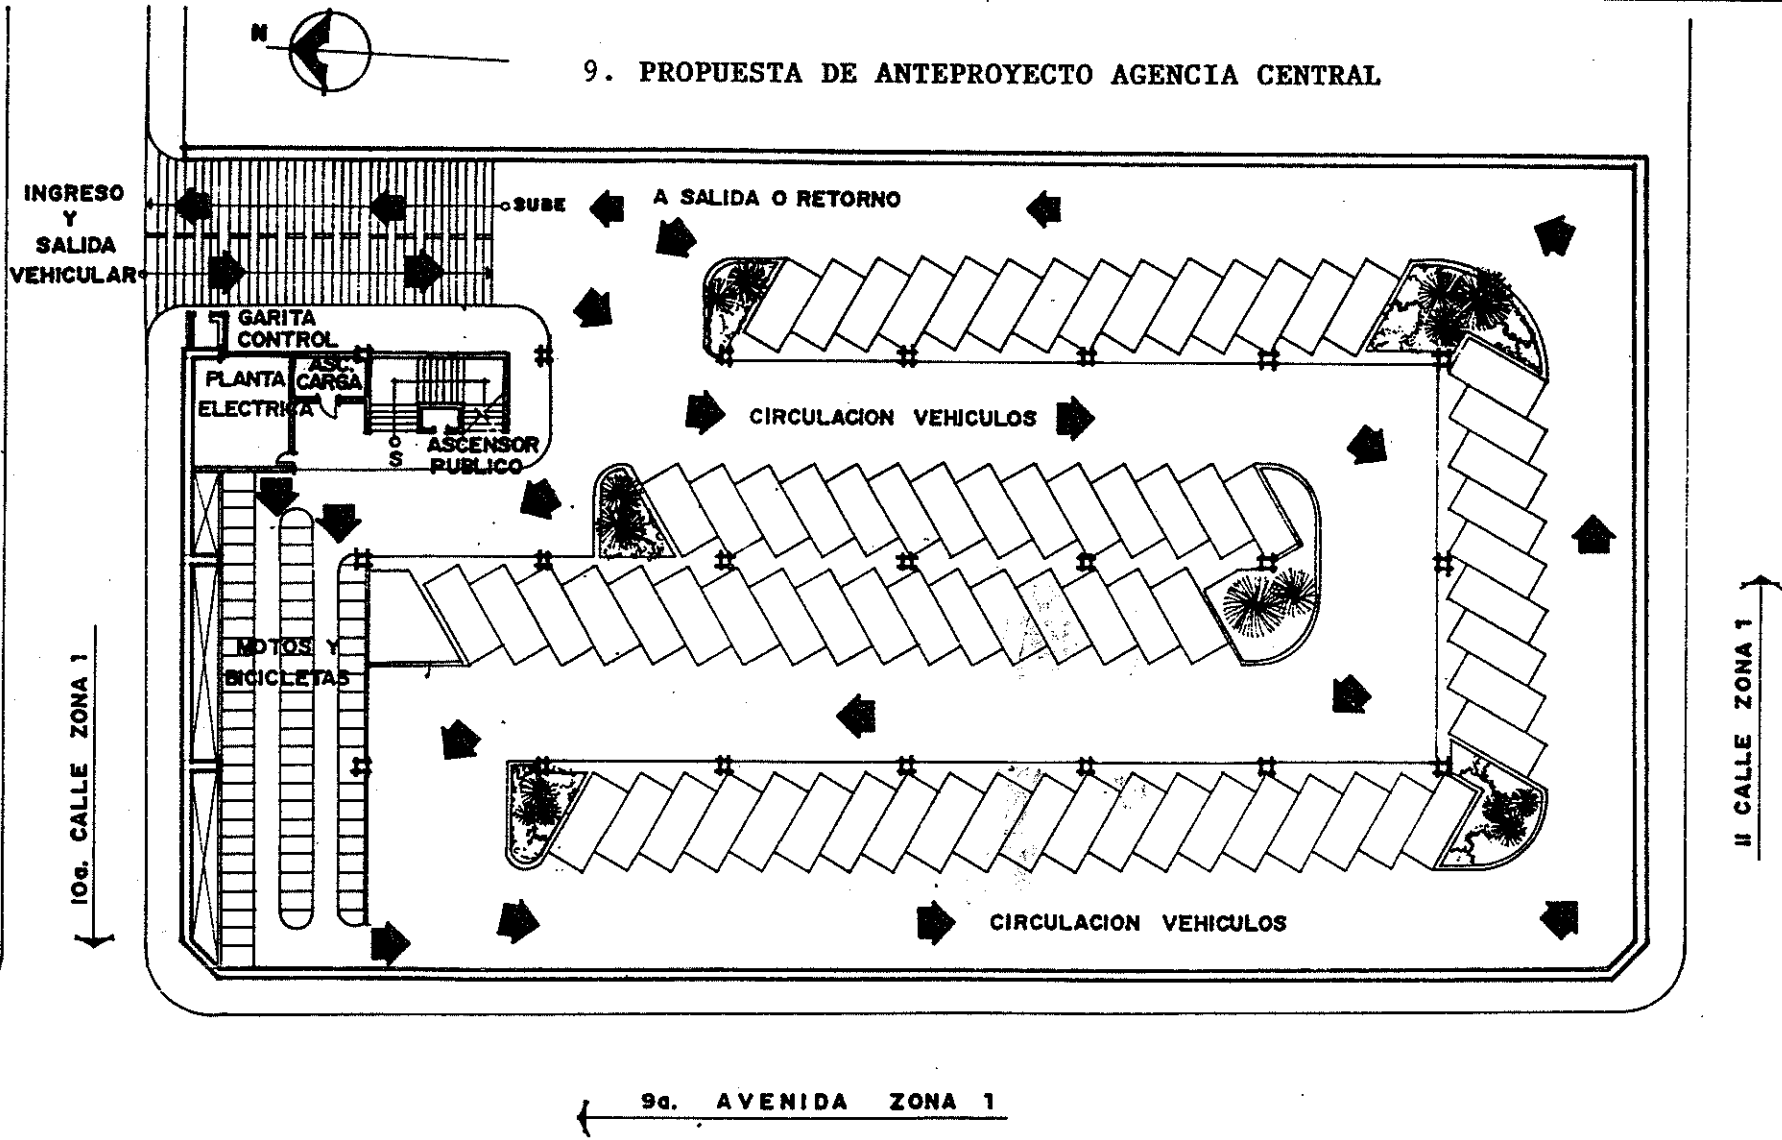 N
9. PROPUESTA DE ANTEPROYECTO AGENCIA CENTRAL
INGRESO
Y
SALIDA
VEHICULAR
SUBE
A SALIDA O RETORNO
GARITA
CONTROL
PLANTA
ELECTRICA
ASC.
CARGA
S
ASCENSOR
PUBLICO
CIRCULACION VEHICULOS
MOTOS Y
BICICLETAS
CIRCULACION VEHICULOS
10a. CALLE ZONA 1
11 CALLE ZONA 1
9a. AVENIDA ZONA 1